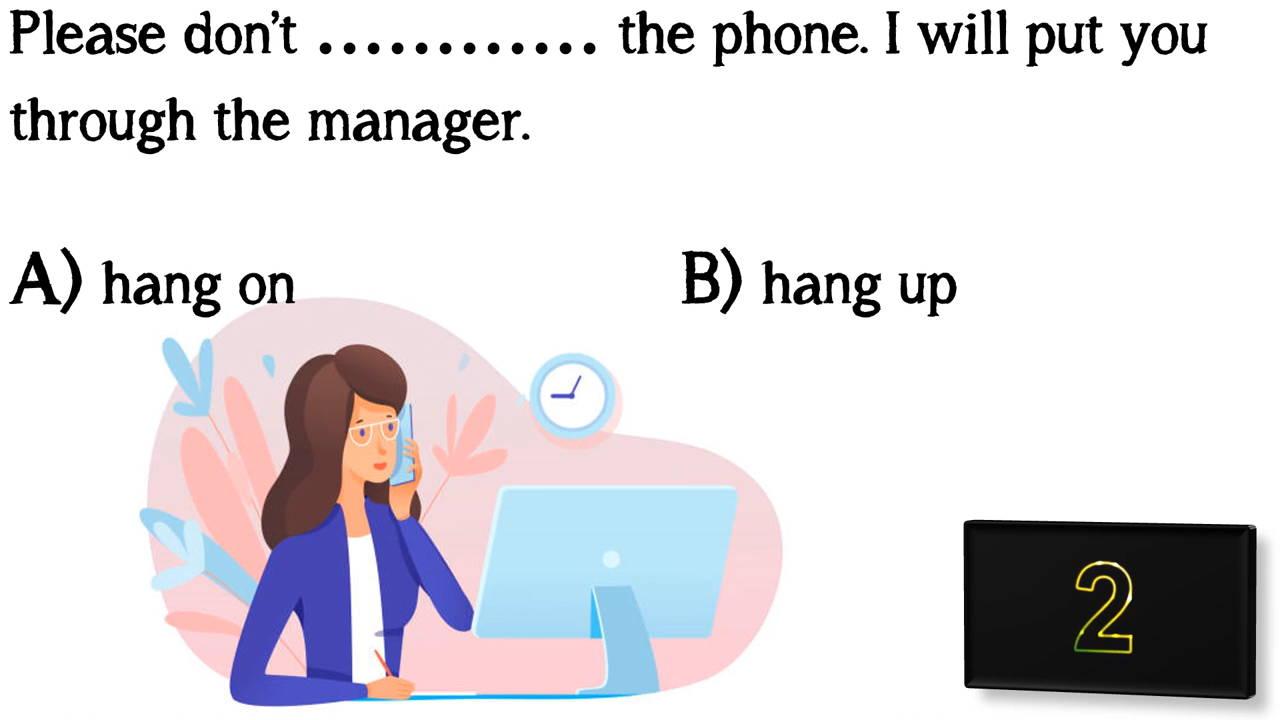 Please don't ............ the phone. I will put you
through the manager.
A) hang on
B) hang up
2